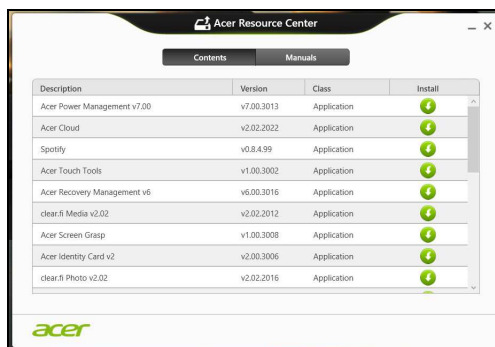 Acer Resource Center
Contents Manuals
Description Version Class Install
Acer Power Management v7.00 v7.00.3013 Application
Acer Cloud v2.02.2022 Application
Spotify v0.8.4.99 Application
Acer Touch Tools v1.00.3002 Application
Acer Recovery Management v6 v6.00.3016 Application
clear.fi Media v2.02 v2.02.2012 Application
Acer Screen Grasp v1.00.3008 Application
Acer Identity Card v2 v2.00.3006 Application
clear.fi Photo v2.02 v2.02.2016 Application
acer